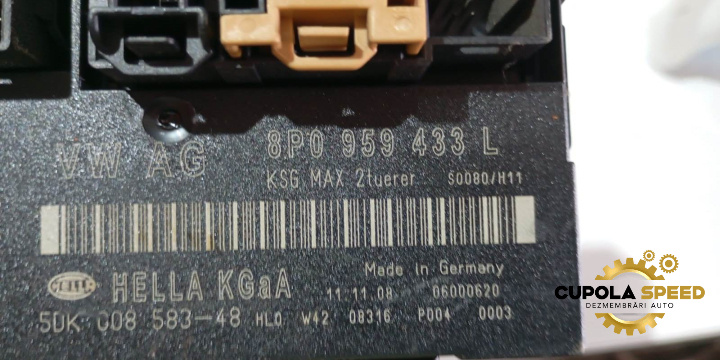 VW AG 8P0 959 433 L
KSG MAX 2tuerer S0080/H11
HELLA HELLA KGaA Made in Germany
11 08 06000620
5DK 008 583-48 HLO W42 08316 P004 0003
CUPOLA SPEED
DEZMEMBRĂRI AUTO